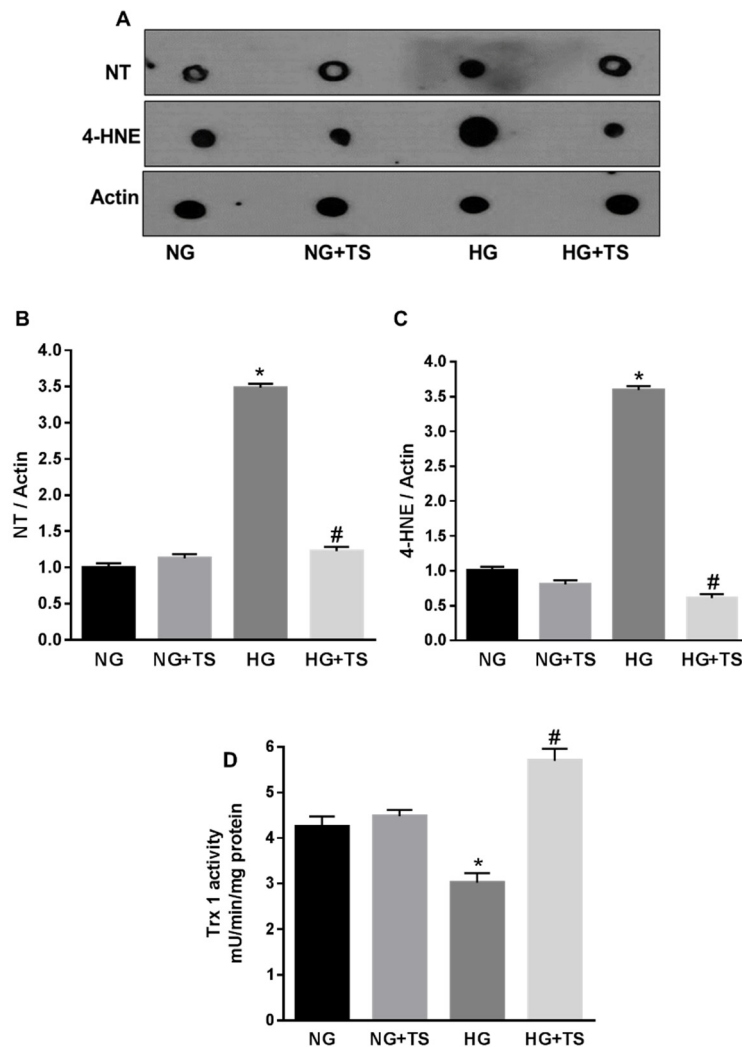 A
NT
4-HNE
Actin
NG NG+TS HG HG+TS
B
NT / Actin
4.0
3.5
3.0
2.5
2.0
1.5
1.0
0.5
0.0
*
#
NG NG+TS HG HG+TS
C
4-HNE / Actin
4.0
3.5
3.0
2.5
2.0
1.5
1.0
0.5
0.0
*
#
NG NG+TS HG HG+TS
D
Trx 1 activity
mU/min/mg protein
6
5
4
3
2
1
0
*
#
NG NG+TS HG HG+TS